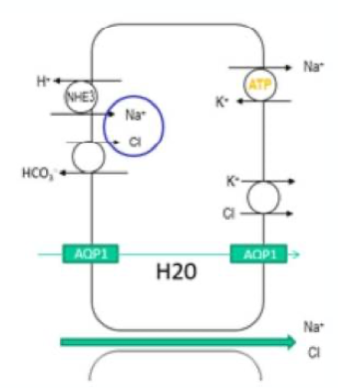 H⁺
NHE3
Na⁺
Cl
HCO₃⁻
ATP
Na⁺
K⁺
K⁺
Cl
AQP1
H20
AQP1
Na⁺
Cl